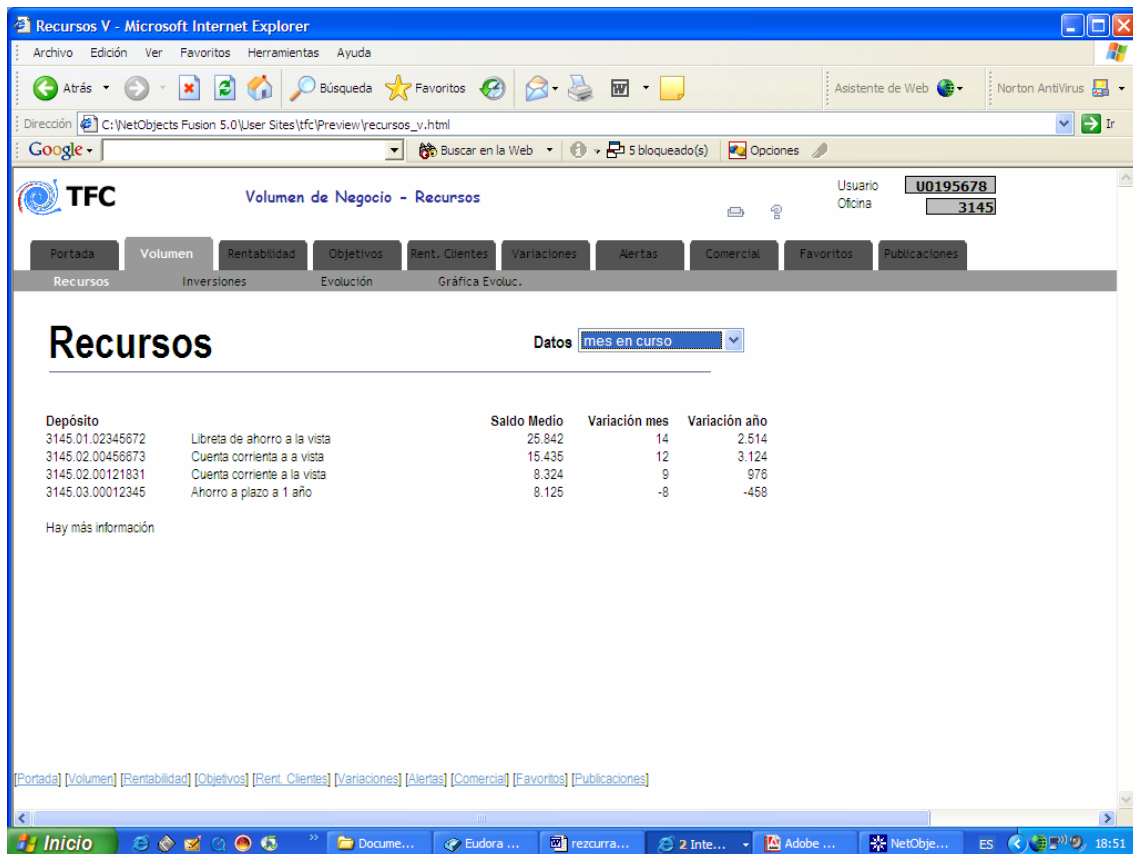 Recursos V - Microsoft Internet Explorer
Archivo Edición Ver Favoritos Herramientas Ayuda
Atrás Búsqueda Favoritos Asistente de Web Norton AntiVirus
Dirección C:\NetObjects Fusion 5.0\User Sites\tfc\Preview\recursos_v.html Ir
Google Buscar en la Web 5 bloqueado(s) Opciones
TFC Volumen de Negocio - Recursos Usuario U0195678
Oficina 3145
Portada Volumen Rentabilidad Objetivos Rent. Clientes Variaciones Alertas Comercial Favoritos Publicaciones
Recursos Inversiones Evolución Gráfica Evoluc.
Recursos Datos mes en curso
Depósito Saldo Medio Variación mes Variación año
3145.01.02345672 Libreta de ahorro a la vista 25.842 14 2.514
3145.02.00456673 Cuenta corrienta a a vista 15.435 12 3.124
3145.02.00121831 Cuenta corriente a la vista 8.324 9 976
3145.03.00012345 Ahorro a plazo a 1 año 8.125 -8 -458
Hay más información
[Portada] [Volumen] [Rentabilidad] [Objetivos] [Rent. Clientes] [Variaciones] [Alertas] [Comercial] [Favoritos] [Publicaciones]
Inicio Docume... Eudora ... rezcurra... 2 Inte... Adobe ... NetObje... ES 18:51